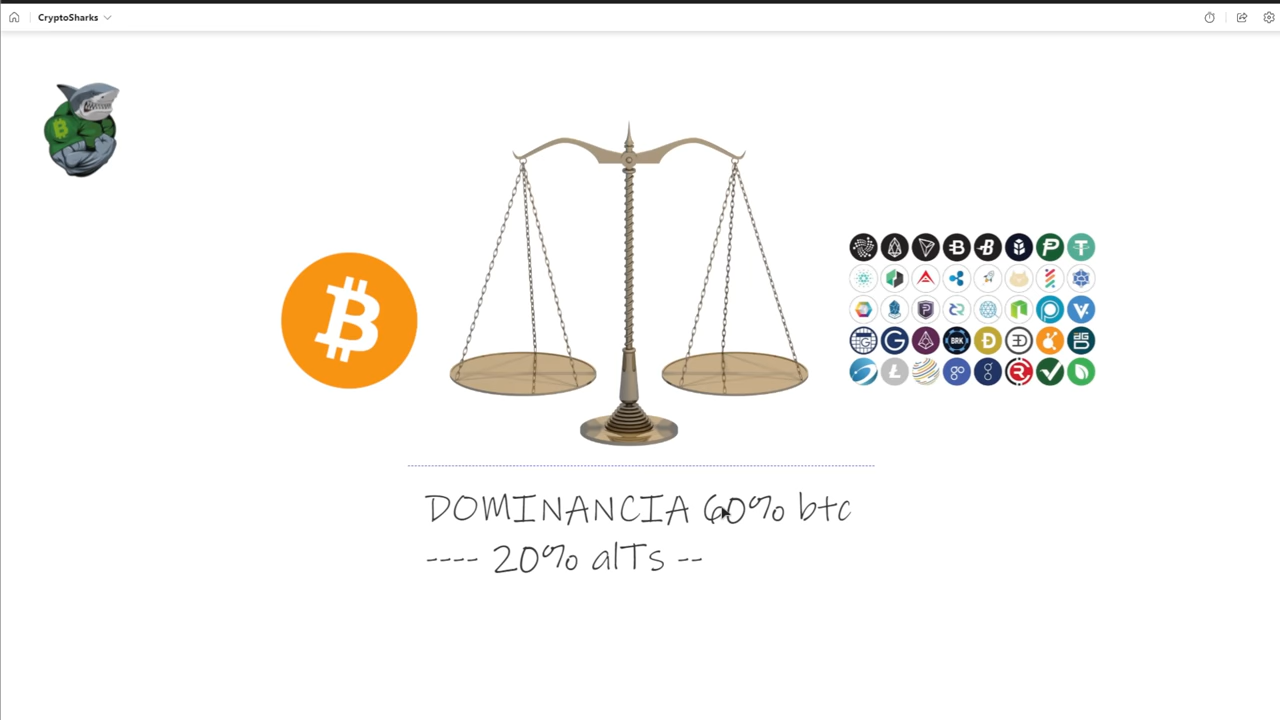 CryptoSharks
DOMINANCIA 60% btc
---- 20% alTs --